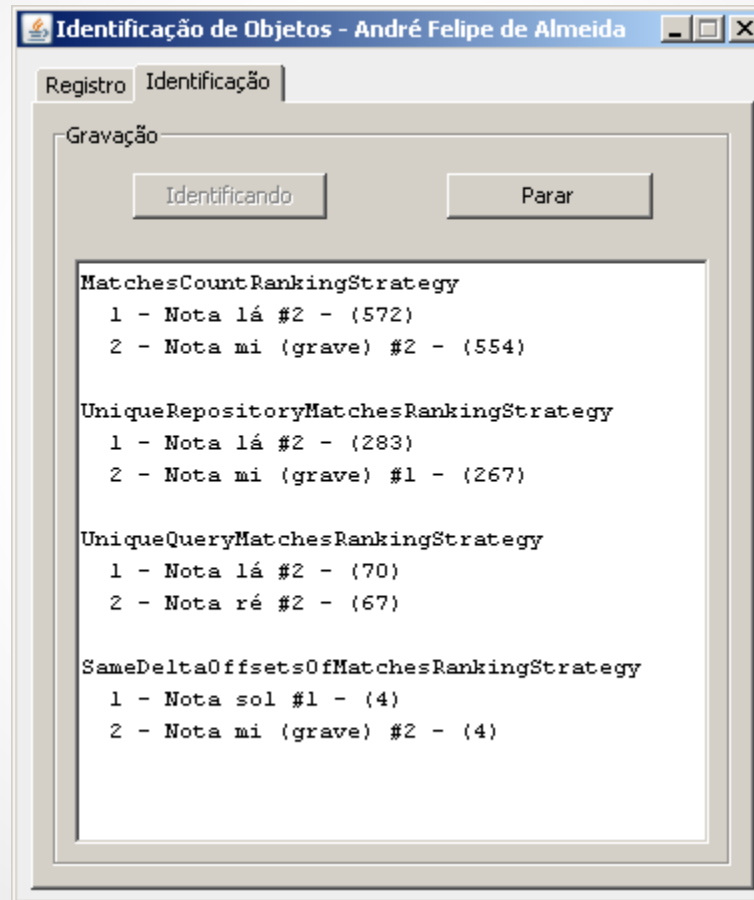 Identificação de Objetos - André Felipe de Almeida
Registro Identificação
Gravação
Identificando Parar
MatchesCountRankingStrategy
1 - Nota lá #2 - (572)
2 - Nota mi (grave) #2 - (554)
UniqueRepositoryMatchesRankingStrategy
1 - Nota lá #2 - (283)
2 - Nota mi (grave) #1 - (267)
UniqueQueryMatchesRankingStrategy
1 - Nota lá #2 - (70)
2 - Nota ré #2 - (67)
SameDeltaOffsetsOfMatchesRankingStrategy
1 - Nota sol #1 - (4)
2 - Nota mi (grave) #2 - (4)